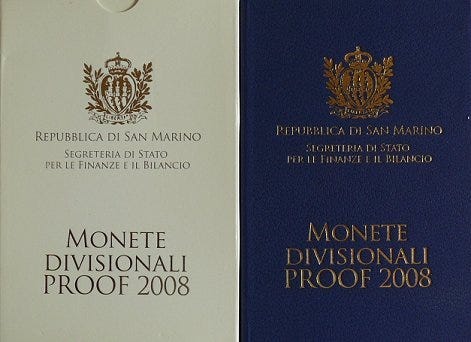 REPUBBLICA DI SAN MARINO
SEGRETERIA DI STATO
PER LE FINANZE E IL BILANCIO
MONETE
DIVISIONALI
PROOF 2008
REPUBBLICA DI SAN MARINO
SEGRETERIA DI STATO
PER LE FINANZE E IL BILANCIO
MONETE
DIVISIONALI
PROOF 2008